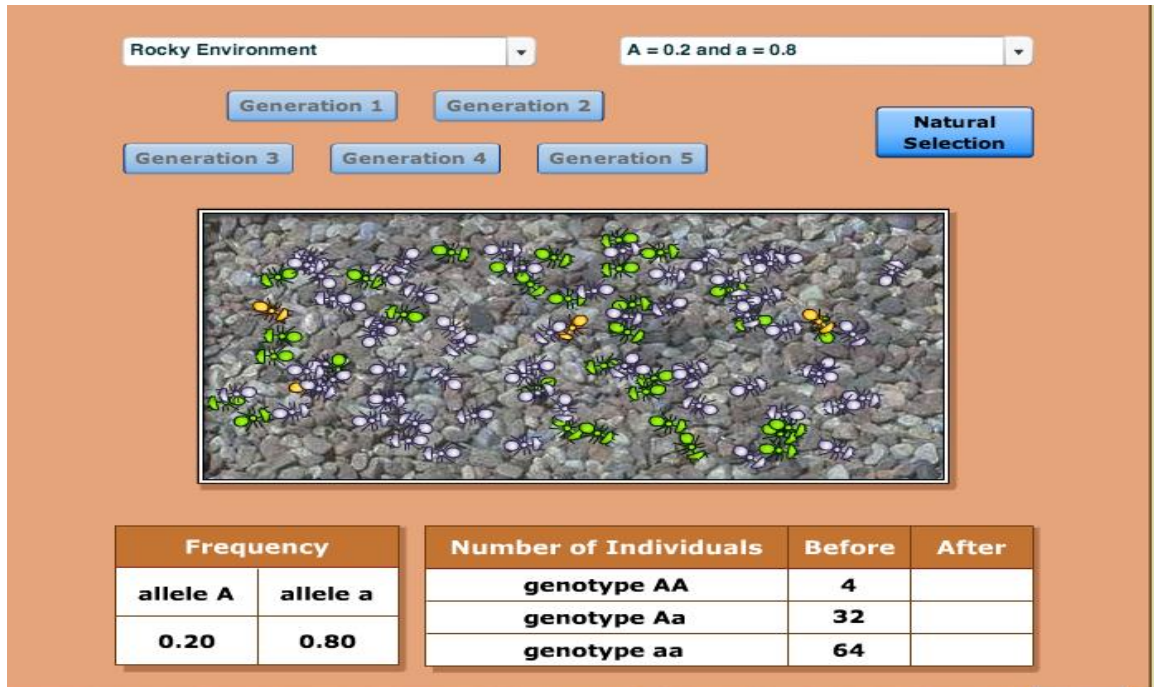 Rocky Environment
A = 0.2 and a = 0.8
Generation 1
Generation 2
Natural
Selection
Generation 3
Generation 4
Generation 5
Frequency
allele A
allele a
0.20
0.80
Number of Individuals
Before
After
genotype AA
4
genotype Aa
32
genotype aa
64